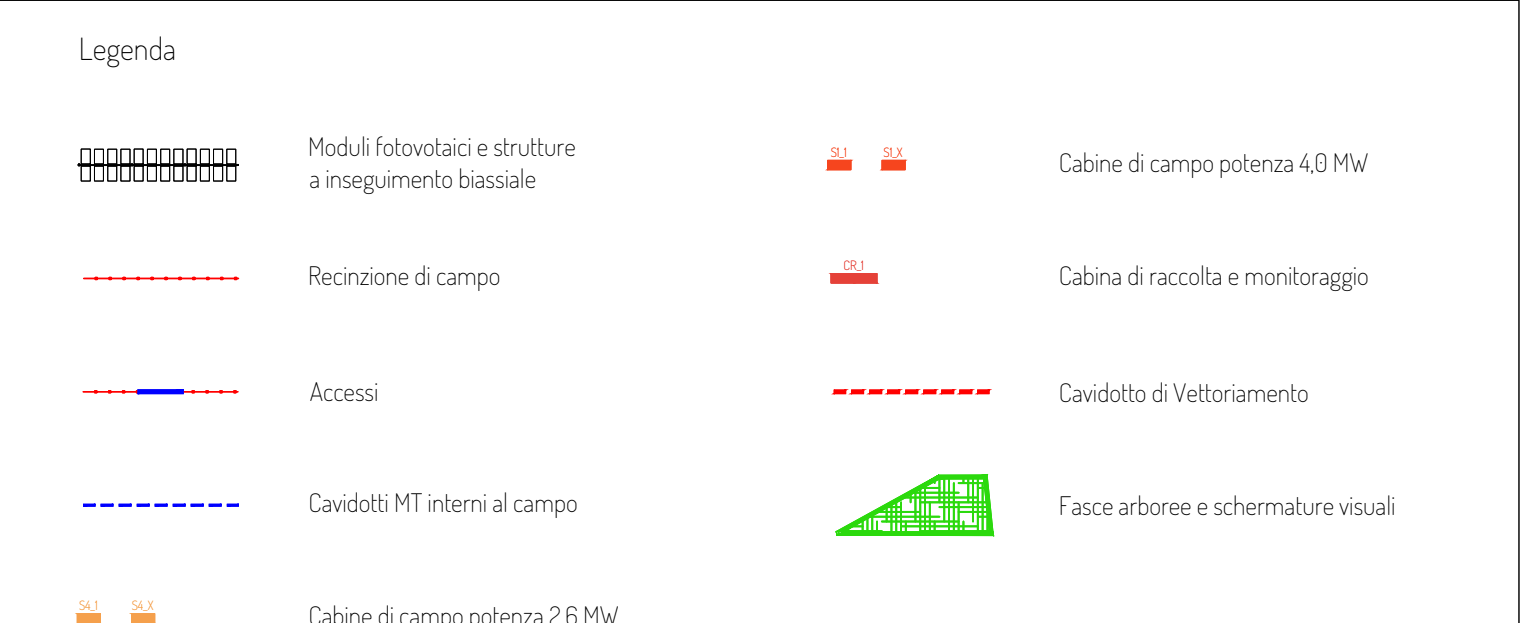 Legenda
Moduli fotovotaici e strutture
a inseguimento biassiale
Recinzione di campo
Accessi
Cavidotti MT interni al campo
S4_1 S4_X
Cabine di campo potenza 2,6 MW
S1_1 S1_X
Cabine di campo potenza 4,0 MW
CR_1
Cabina di raccolta e monitoraggio
Cavidotto di Vettoriamento
Fasce arboree e schermature visuali